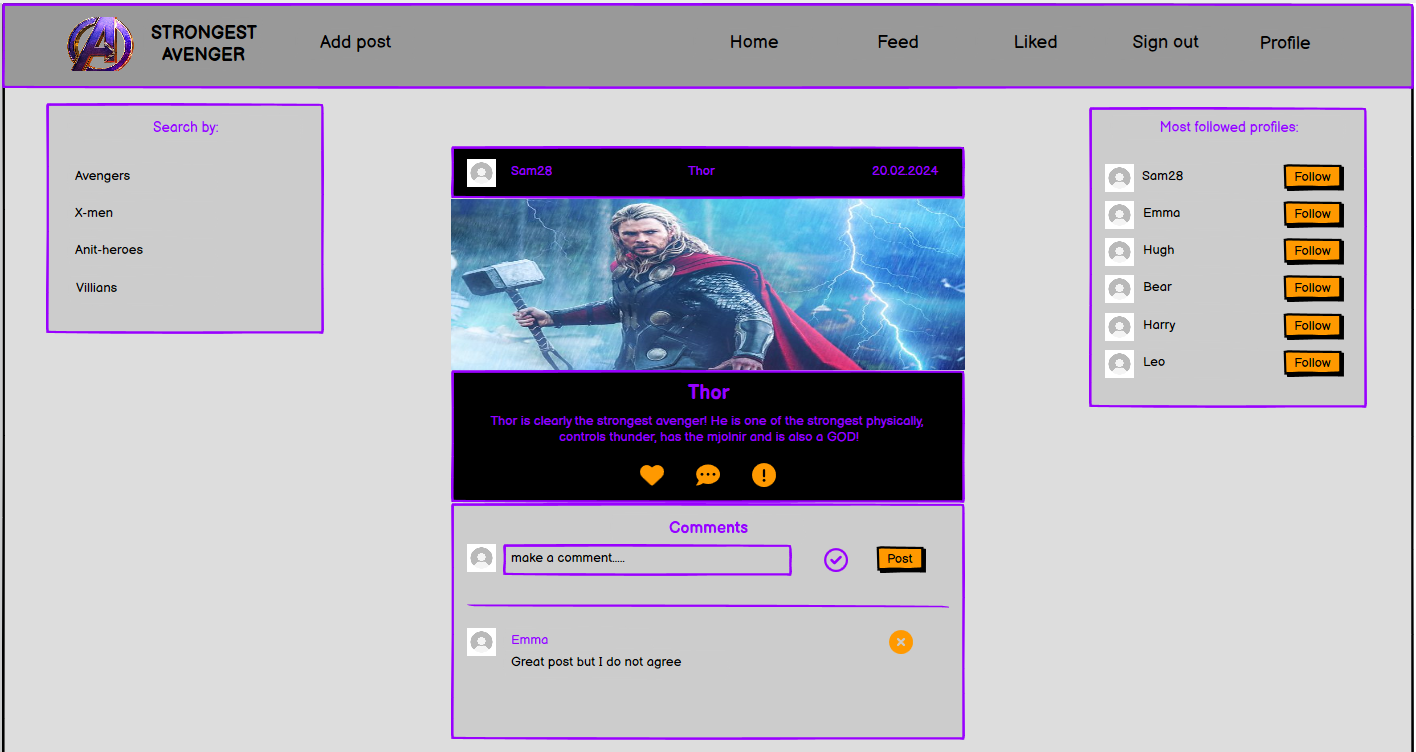 STRONGEST
AVENGER
Add post
Home
Feed
Liked
Sign out
Profile
Search by:
Avengers
X-men
Anit-heroes
Villians
Sam28
Thor
20.02.2024
Thor
Thor is clearly the strongest avenger! He is one of the strongest physically,
controls thunder, has the mjolnir and is also a GOD!
Comments
make a comment.....
Post
Emma
Great post but I do not agree
Most followed profiles:
Sam28
Follow
Emma
Follow
Hugh
Follow
Bear
Follow
Harry
Follow
Leo
Follow